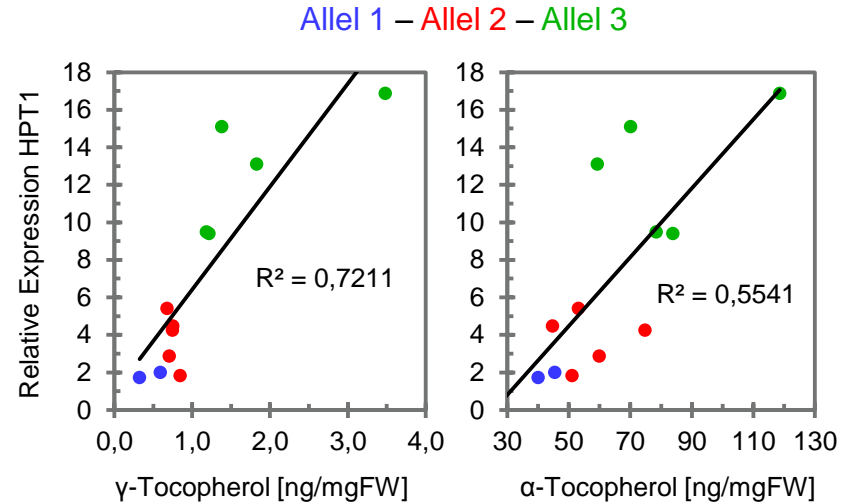 Allel 1 – Allel 2 – Allel 3
Relative Expression HPT1
18
16
14
12
10
8
6
4
2
0
R² = 0,7211
0,0 1,0 2,0 3,0 4,0
γ-Tocopherol [ng/mgFW]
18
16
14
12
10
8
6
4
2
0
R² = 0,5541
30 50 70 90 110 130
α-Tocopherol [ng/mgFW]